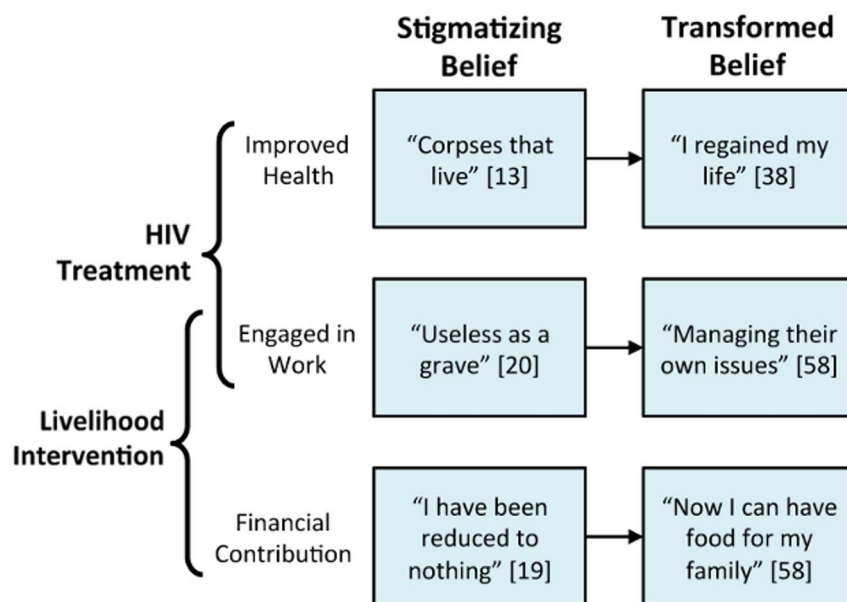 Stigmatizing
Belief
Transformed
Belief
Improved
Health
“Corpses that
live” [13]
“I regained my
life” [38]
HIV
Treatment
Engaged in
Work
“Useless as a
grave” [20]
“Managing their
own issues” [58]
Livelihood
Intervention
Financial
Contribution
“I have been
reduced to
nothing” [19]
“Now I can have
food for my
family” [58]